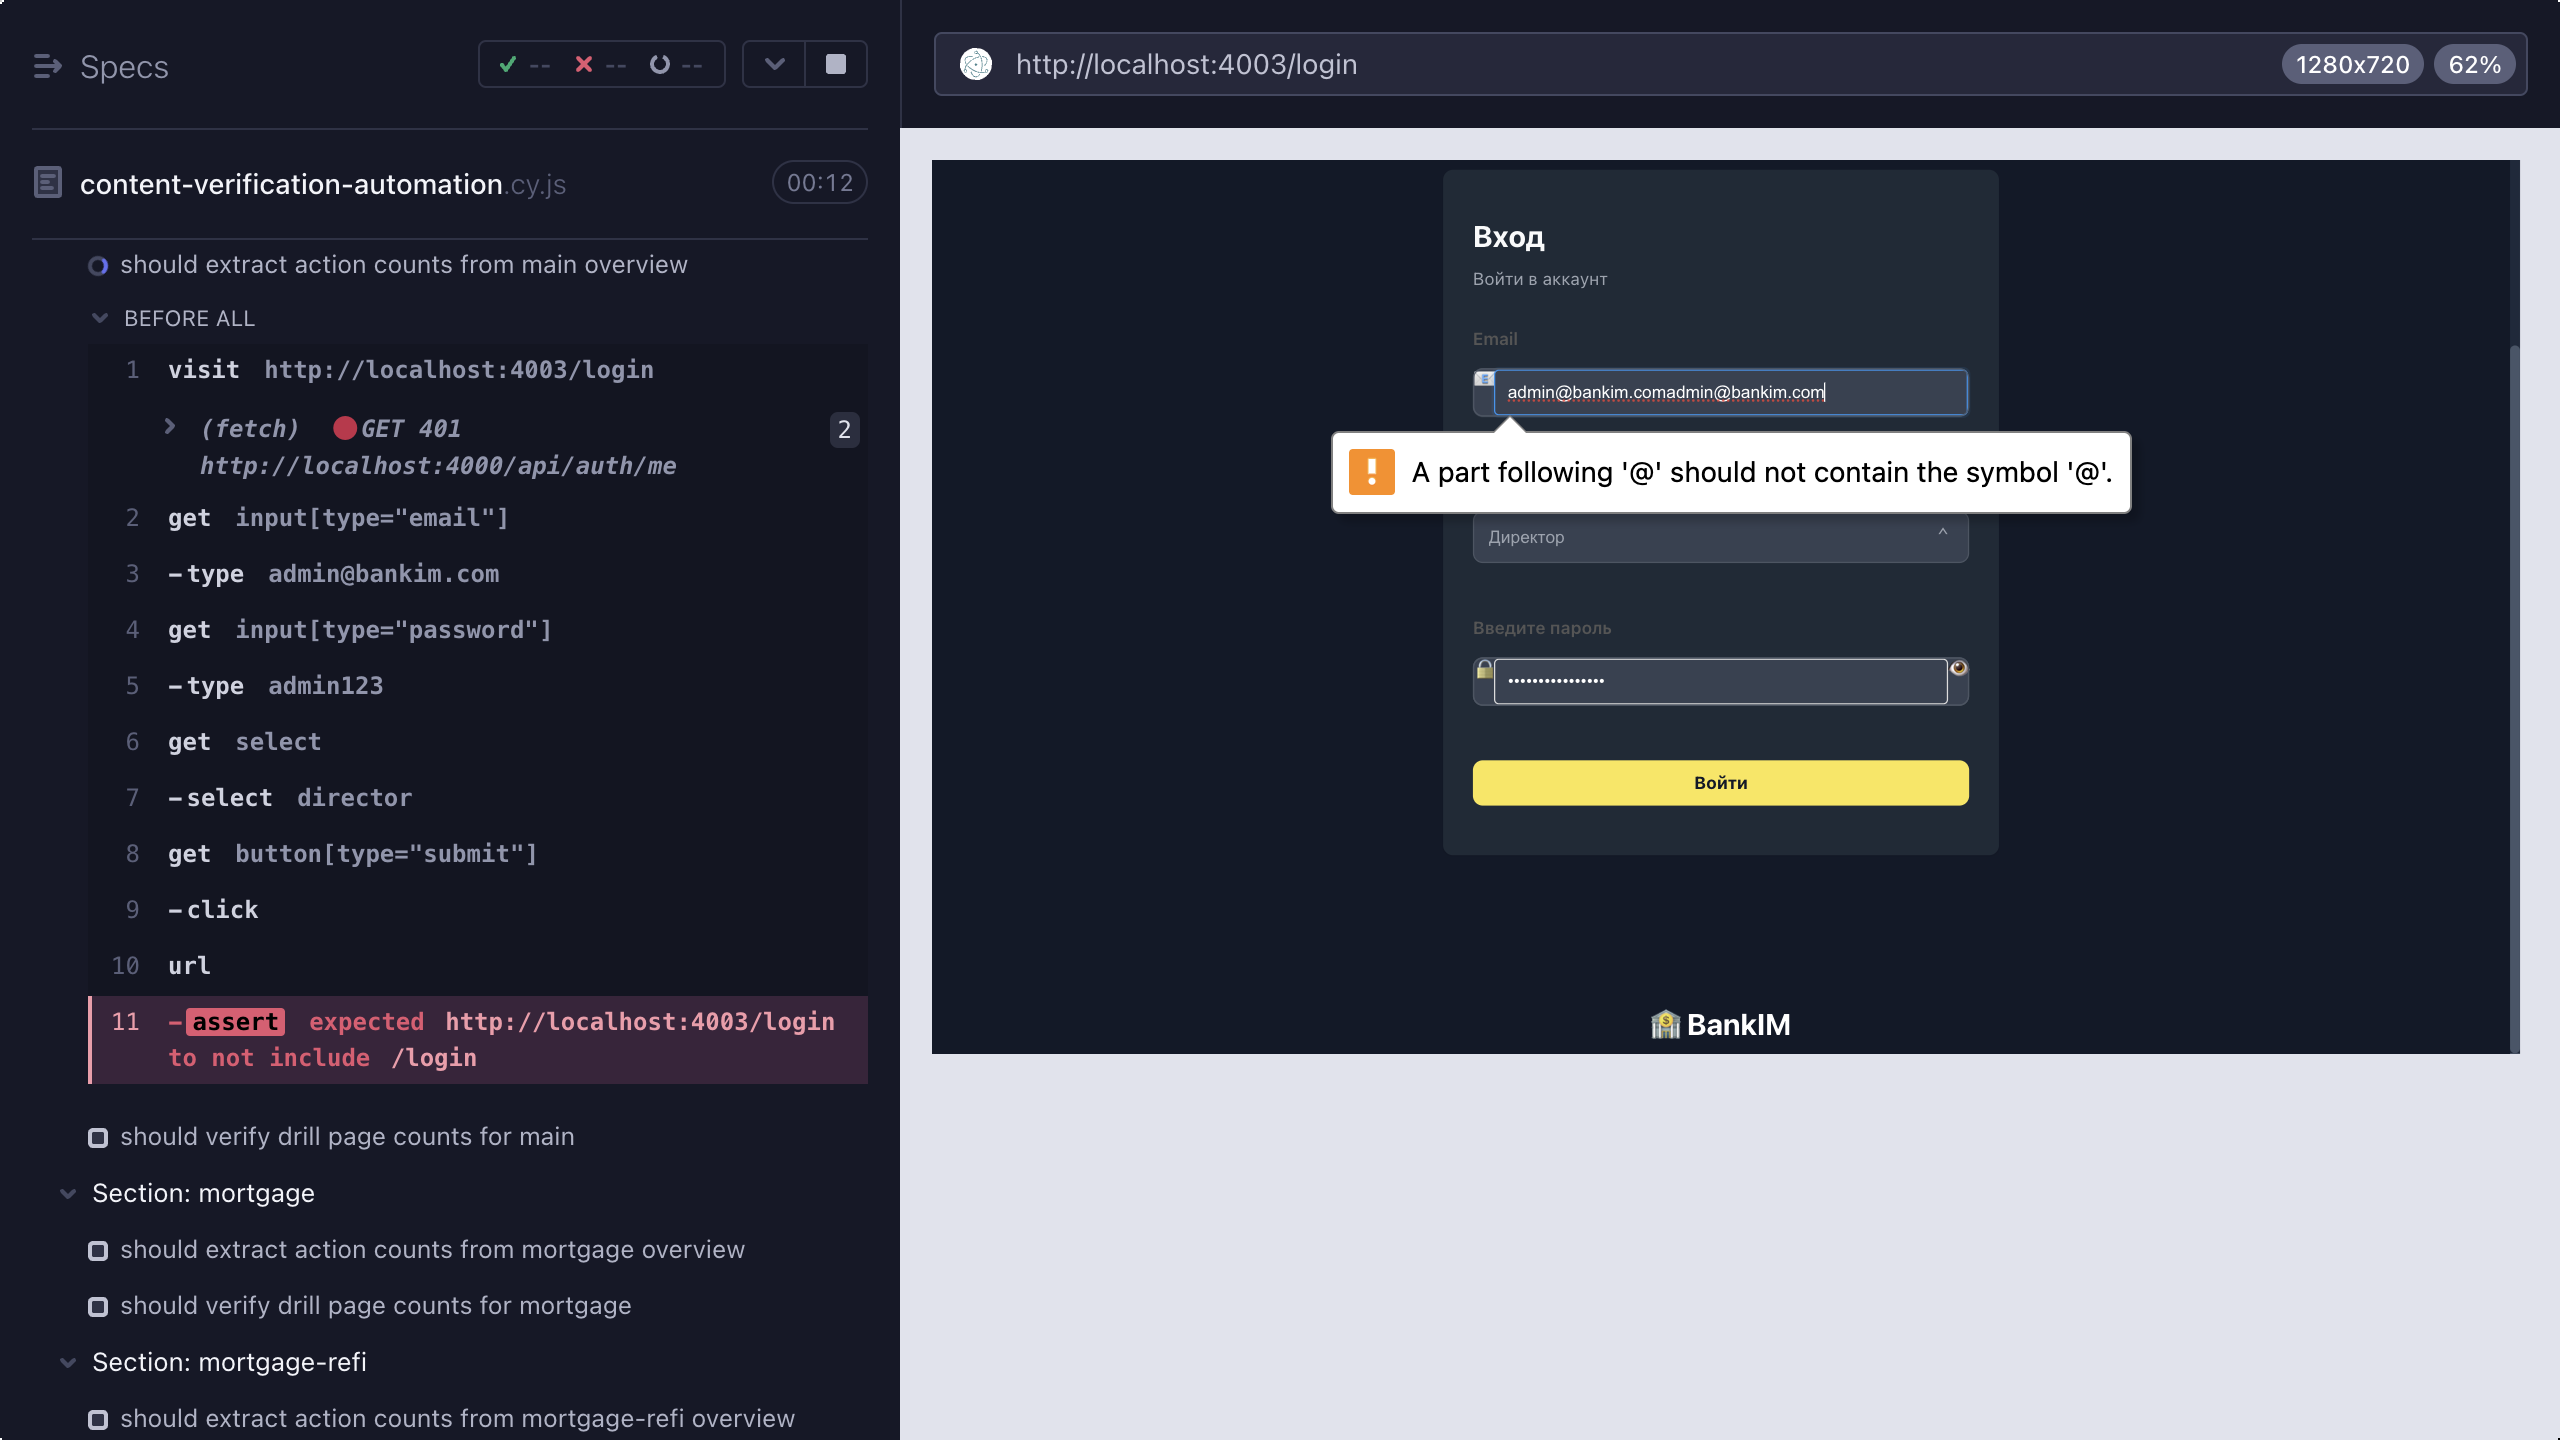 Specs
-- -- --
http://localhost:4003/login
1280x720
62%
content-verification-automation.cy.js
00:12
should extract action counts from main overview
BEFORE ALL
1 visit http://localhost:4003/login
(fetch) GET 401
http://localhost:4000/api/auth/me
2
2 get input[type="email"]
3 -type admin@bankim.com
4 get input[type="password"]
5 -type admin123
6 get select
7 -select director
8 get button[type="submit"]
9 -click
10 url
11 -assert expected http://localhost:4003/login
to not include /login
should verify drill page counts for main
Section: mortgage
should extract action counts from mortgage overview
should verify drill page counts for mortgage
Section: mortgage-refi
should extract action counts from mortgage-refi overview
Вход
Войти в аккаунт
Email
admin@bankim.comadmin@bankim.com
A part following '@' should not contain the symbol '@'.
Директор
Введите пароль
••••••••••••••••
Войти
BankIM